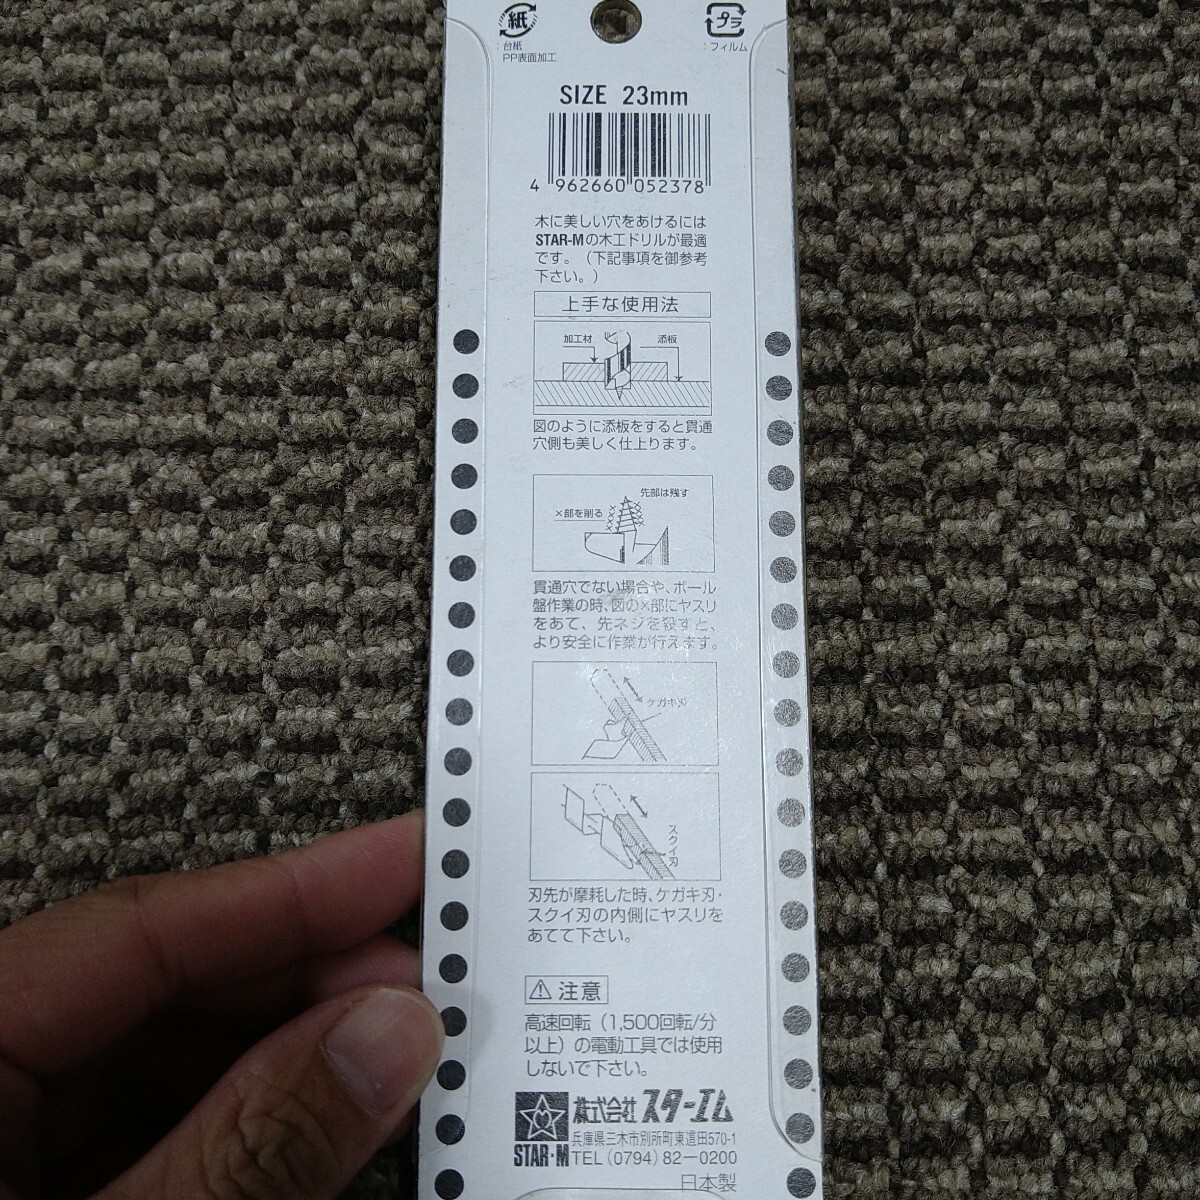 紙
プラ
：台紙
PP表面加工
：フィルム
SIZE 23mm
4 962660 052378
木に美しい穴をあけるには
STAR-Mの木工ドリルが最適
です。（下記事項を御参考
下さい。）
上手な使用法
加工材
添板
図のように添板をすると貫通
穴側も美しく仕上ります。
先部は残す
×部を削る
貫通穴でない場合や、ボール
盤作業の時、図の×部にヤスリ
をあて、先ネジを殺すと、
より安全に作業が行えます。
ケガキ刃
スクイ刃
刃先が摩耗した時、ケガキ刃・
スクイ刃の内側にヤスリを
あてて下さい。
注意
高速回転（1,500回転/分
以上）の電動工具では使用
しないで下さい。
株式会社スターエム
兵庫県三木市別所町東這田570-1
STAR・M TEL（0794）82－0200
日本製